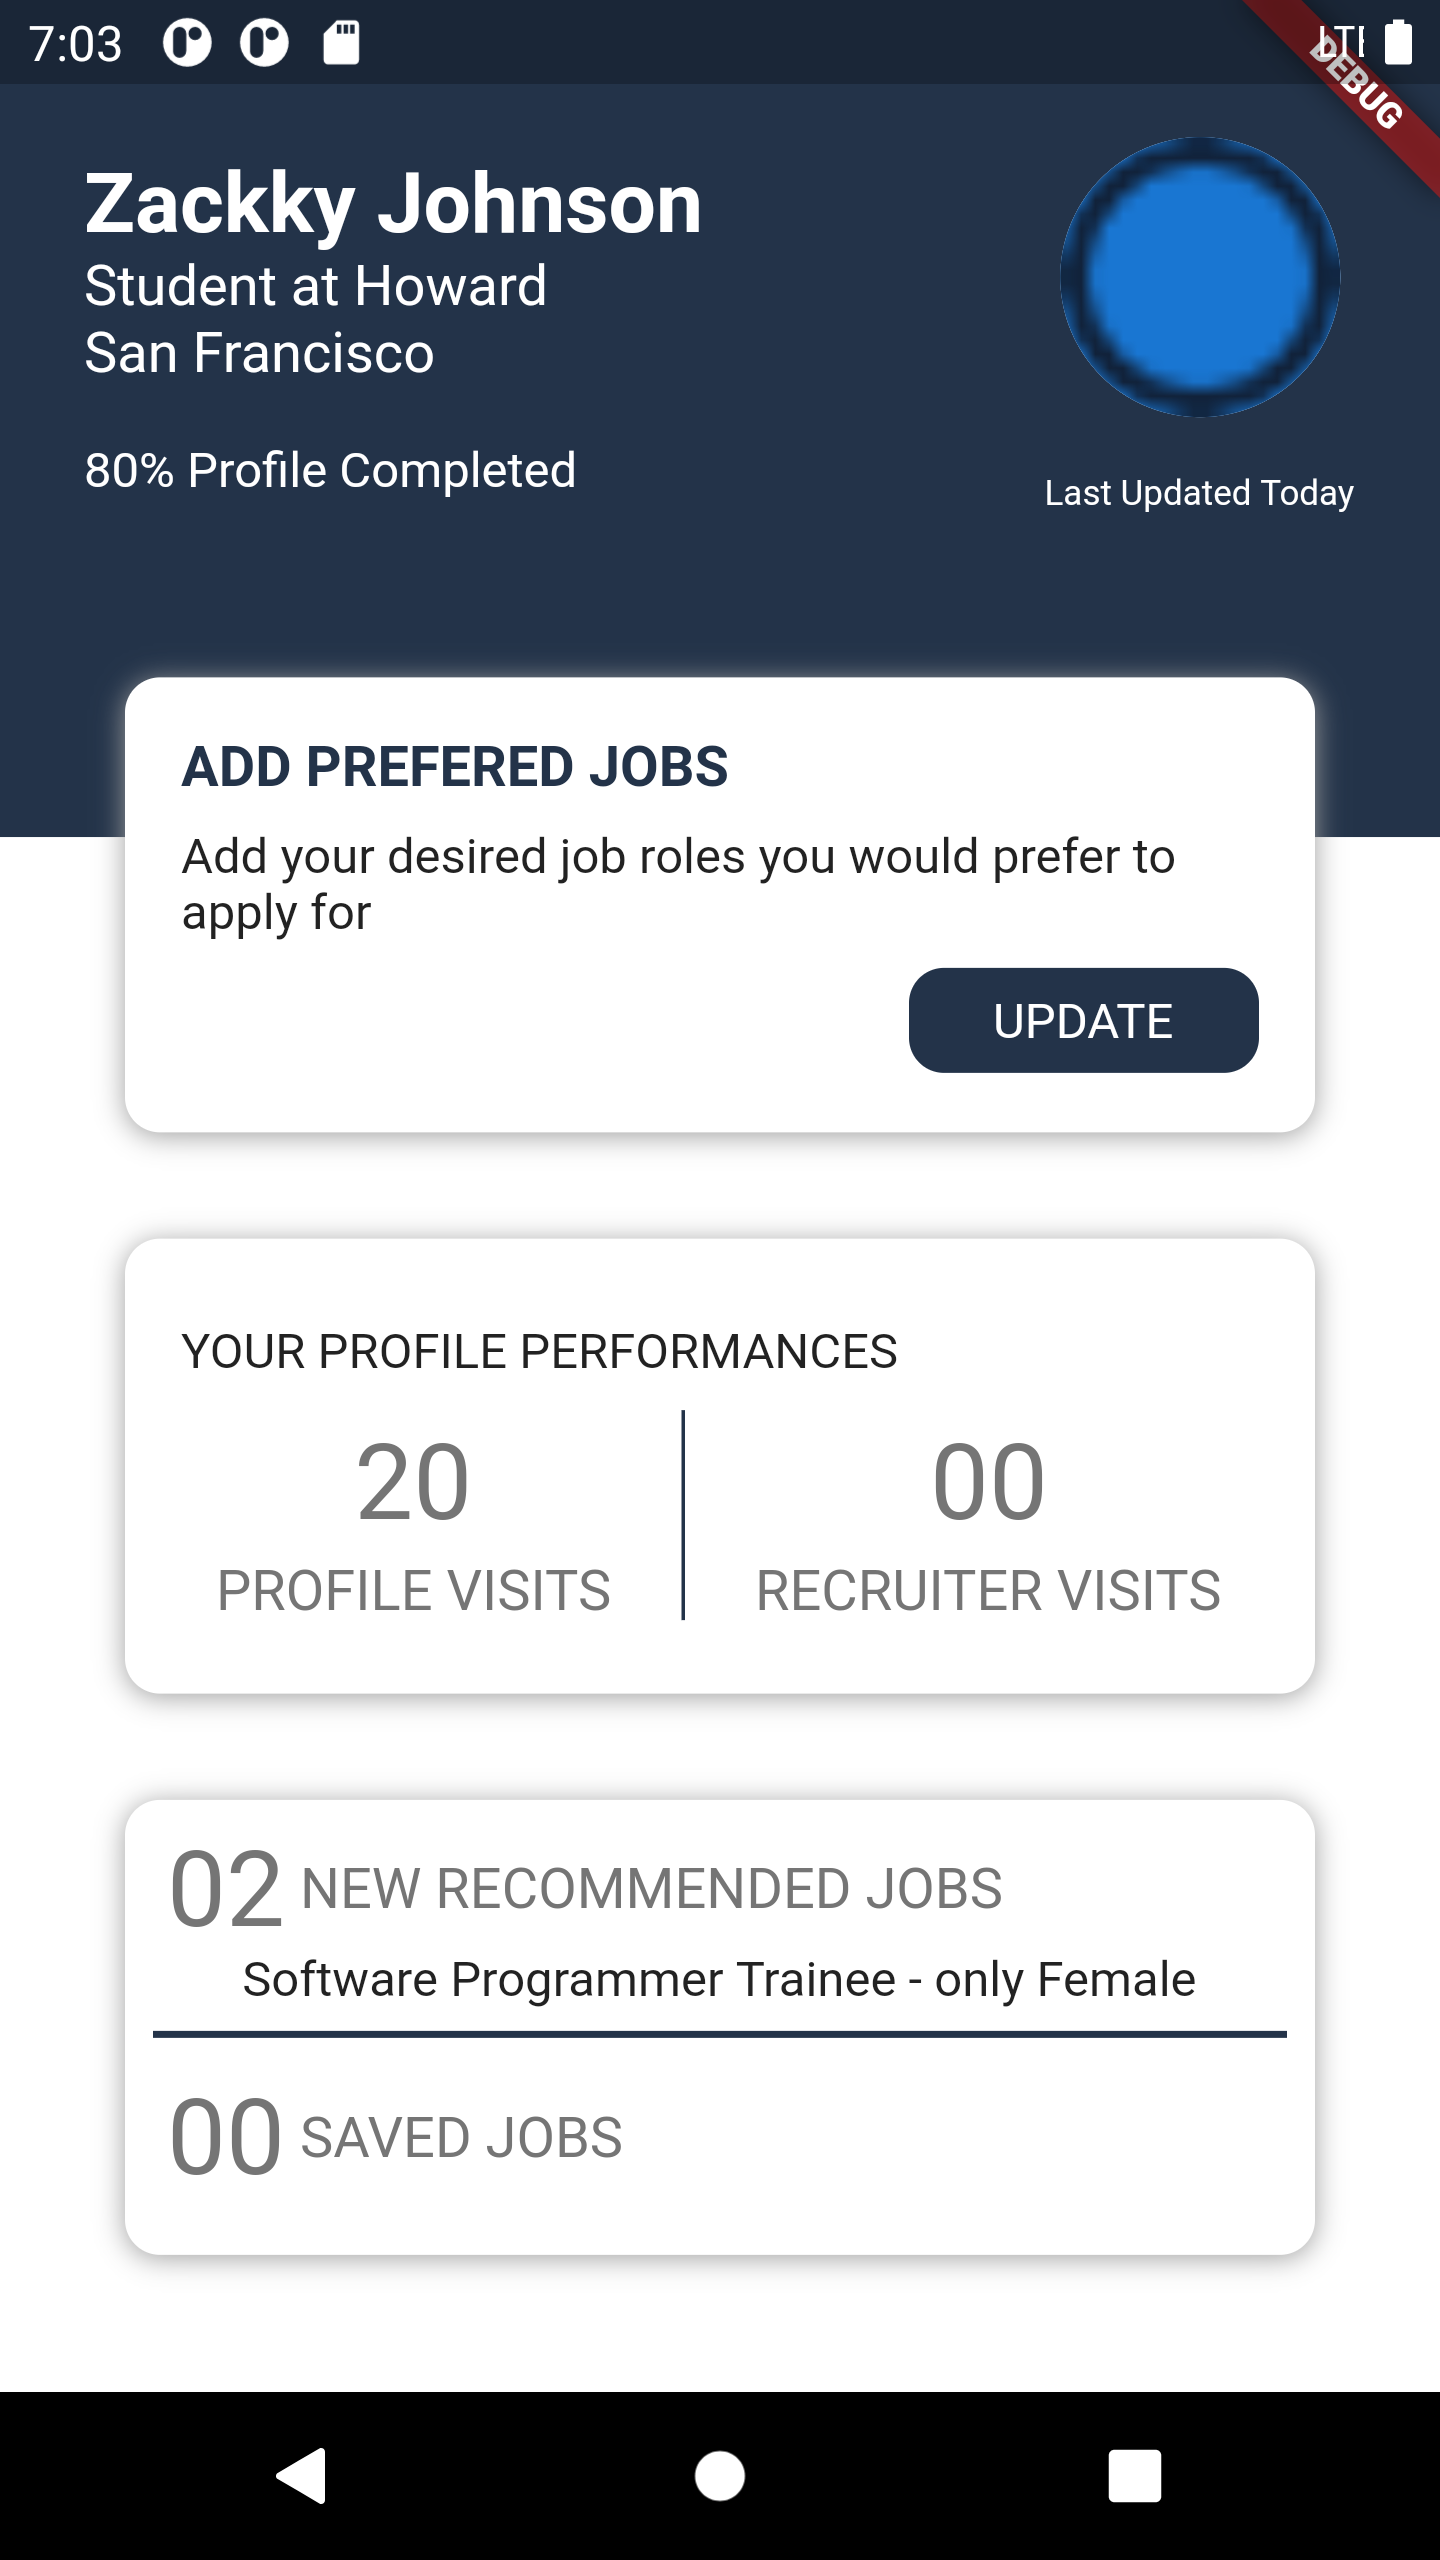 7:03
LTE
DEBUG
Zackky Johnson
Student at Howard
San Francisco
80% Profile Completed
Last Updated Today
ADD PREFERED JOBS
Add your desired job roles you would prefer to
apply for
UPDATE
YOUR PROFILE PERFORMANCES
20
00
PROFILE VISITS
RECRUITER VISITS
02 NEW RECOMMENDED JOBS
Software Programmer Trainee - only Female
00 SAVED JOBS